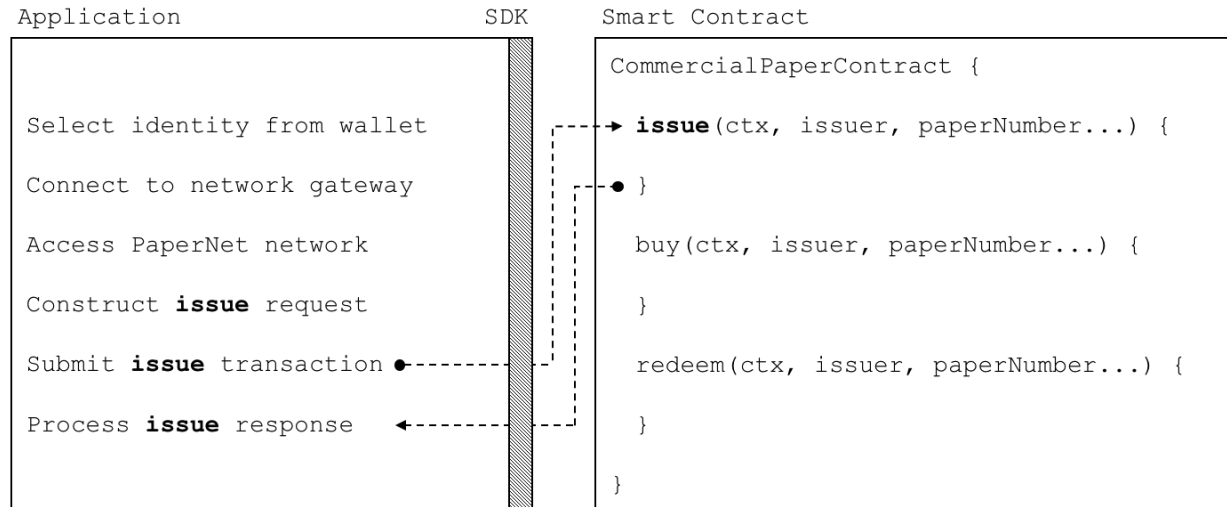 Application SDK
Select identity from wallet
Connect to network gateway
Access PaperNet network
Construct issue request
Submit issue transaction
Process issue response
Smart Contract
CommercialPaperContract {
issue(ctx, issuer, paperNumber...) {
}
buy(ctx, issuer, paperNumber...) {
}
redeem(ctx, issuer, paperNumber...) {
}
}